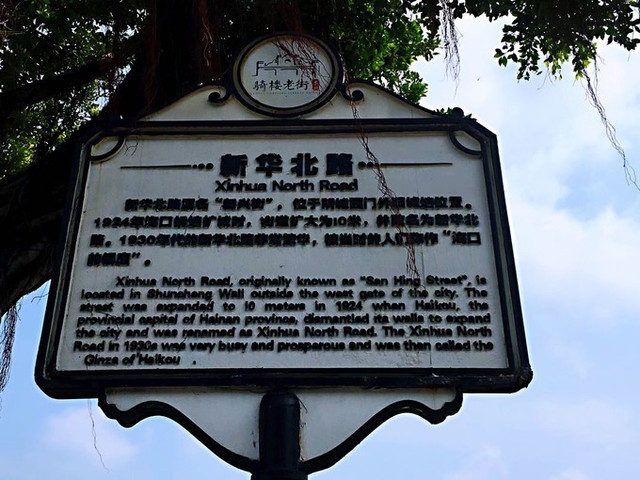 骑楼老街
新华北路
Xinhua North Road
新华北路原名“新兴街”，位于城西门外顺城墙位置。
1924年海口拆墙扩城时，街道扩大为10米，并更名为新华北
路。1930年代的新华北路非常繁华，被当时的人们称作“海口
的银座”。
Xinhua North Road, originally known as "San Hing Street", is
located in Shuncheng Wall outside the west gate of the city. The
street was expanded to 10 meters in 1924 when Haikou, the
provincial capital of Hainan province, dismantled its walls to expand
the city and was renamed as Xinhua North Road. The Xinhua North
Road in 1930s was very busy and prosperous and was then called the
Ginza of Haikou .